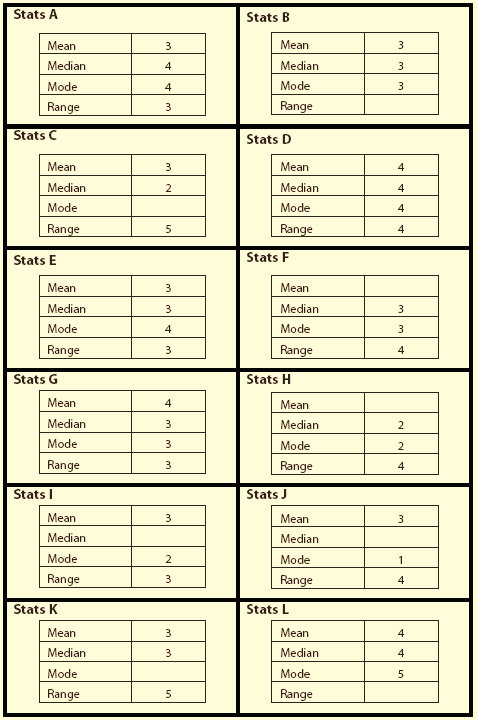 Stats A
Mean 3
Median 4
Mode 4
Range 3
Stats B
Mean 3
Median 3
Mode 3
Range
Stats C
Mean 3
Median 2
Mode
Range 5
Stats D
Mean 4
Median 4
Mode 4
Range 4
Stats E
Mean 3
Median 3
Mode 4
Range 3
Stats F
Mean
Median 3
Mode 3
Range 4
Stats G
Mean 4
Median 3
Mode 3
Range 3
Stats H
Mean
Median 2
Mode 2
Range 4
Stats I
Mean 3
Median
Mode 2
Range 3
Stats J
Mean 3
Median
Mode 1
Range 4
Stats K
Mean 3
Median 3
Mode
Range 5
Stats L
Mean 4
Median 4
Mode 5
Range